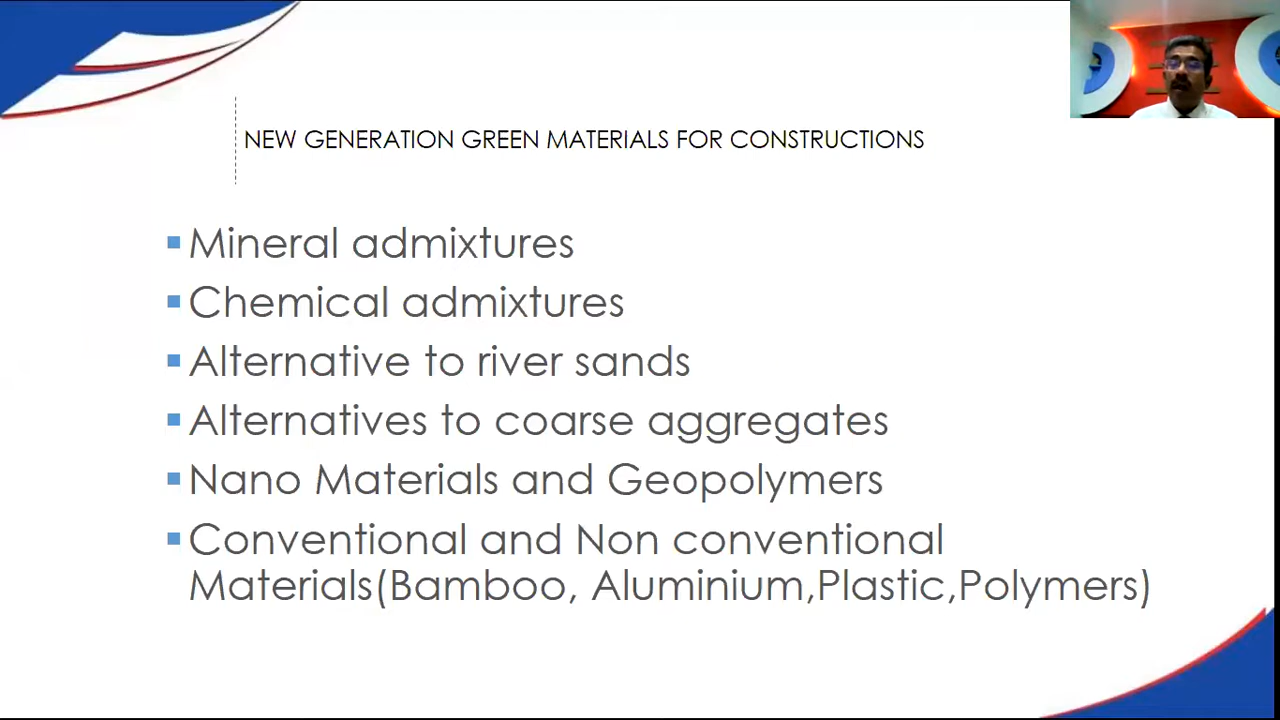 NEW GENERATION GREEN MATERIALS FOR CONSTRUCTIONS
Mineral admixtures
Chemical admixtures
Alternative to river sands
Alternatives to coarse aggregates
Nano Materials and Geopolymers
Conventional and Non conventional
Materials(Bamboo, Aluminium,Plastic,Polymers)